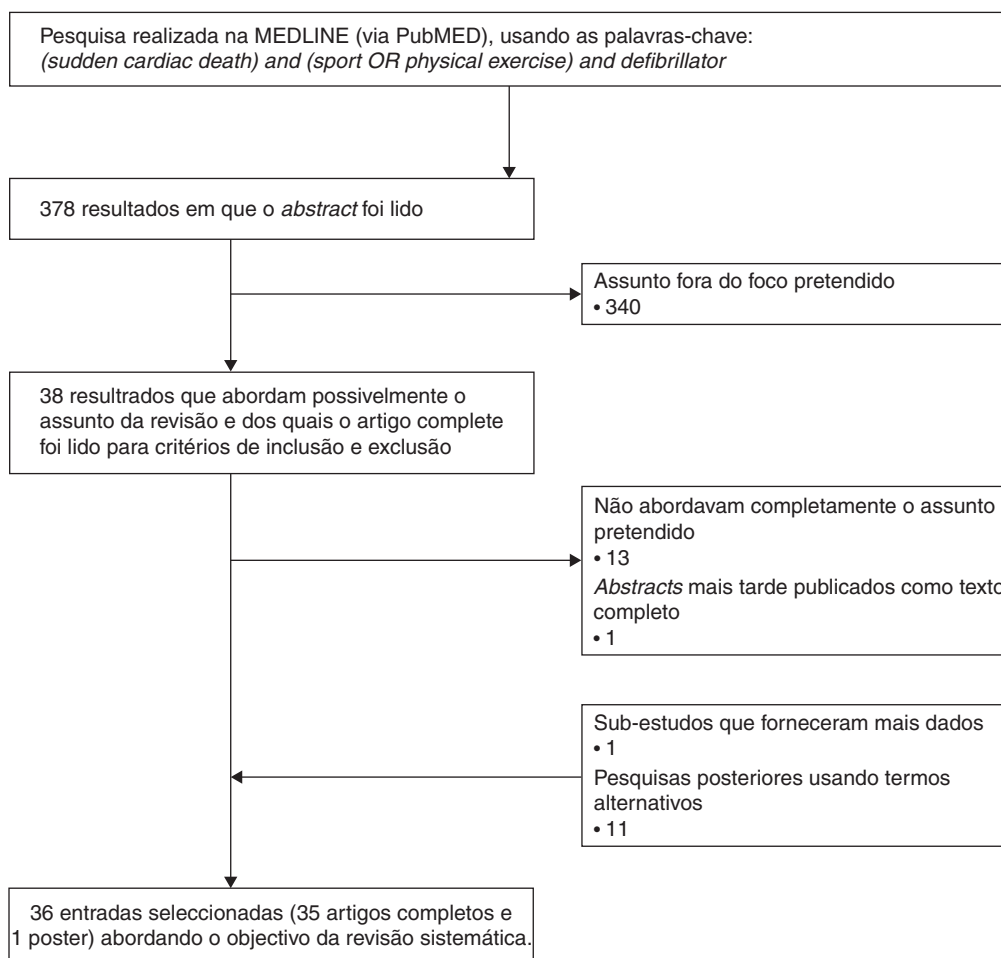 Pesquisa realizada na MEDLINE (via PubMED), usando as palavras-chave:
(sudden cardiac death) and (sport OR physical exercise) and defibrillator
378 resultados em que o abstract foi lido
Assunto fora do foco pretendido
• 340
38 resultrados que abordam possivelmente o
assunto da revisão e dos quais o artigo complete
foi lido para critérios de inclusão e exclusão
Não abordavam completamente o assunto
pretendido
• 13
Abstracts mais tarde publicados como texto
completo
• 1
Sub-estudos que forneceram mais dados
• 1
Pesquisas posteriores usando termos
alternativos
• 11
36 entradas seleccionadas (35 artigos completos e
1 poster) abordando o objectivo da revisão sistemática.